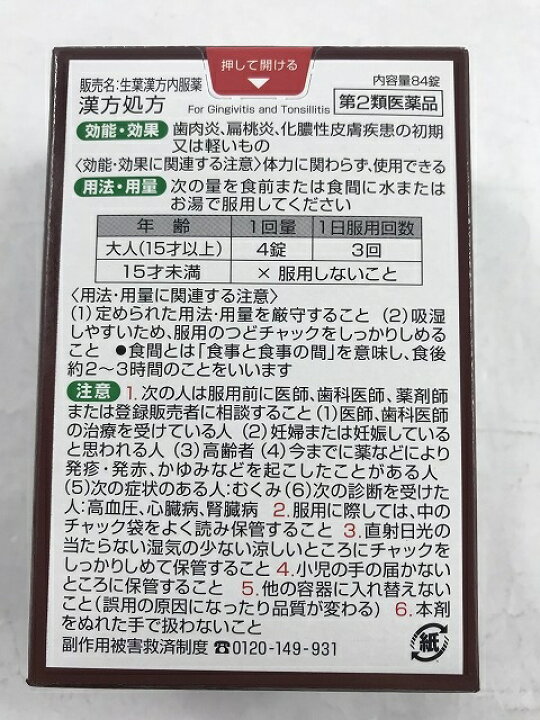 押して開ける
販売名:生葉漢方内服薬
内容量84錠
漢方処方
For Gingivitis and Tonsillitis
第2類医薬品
効能・効果 歯肉炎、扁桃炎、化膿性皮膚疾患の初期
又は軽いもの
〈効能・効果に関連する注意〉体力に関わらず、使用できる
用法・用量 次の量を食前または食間に水または
お湯で服用してください
年齢 1回量 1日服用回数
大人(15才以上) 4錠 3回
15才未満 × 服用しないこと
〈用法・用量に関連する注意〉
(1)定められた用法・用量を厳守すること (2)吸湿
しやすいため、服用のつどチャックをしっかりしめる
こと ●食間とは「食事と食事の間」を意味し、食後
約2〜3時間のことをいいます
注意 1.次の人は服用前に医師、歯科医師、薬剤師
または登録販売者に相談すること(1)医師、歯科医師
の治療を受けている人 (2)妊婦または妊娠している
と思われる人 (3)高齢者 (4)今までに薬などにより
発疹・発赤、かゆみなどを起こしたことがある人
(5)次の症状のある人:むくみ(6)次の診断を受けた
人:高血圧、心臓病、腎臓病 2.服用に際しては、中の
チャック袋をよく読み保管すること 3.直射日光の
当たらない湿気の少ない涼しいところにチャックを
しっかりしめて保管すること 4.小児の手の届かない
ところに保管すること 5.他の容器に入れ替えない
こと(誤用の原因になったり品質が変わる) 6.本剤
をぬれた手で扱わないこと
副作用被害救済制度 ☎0120-149-931
紙